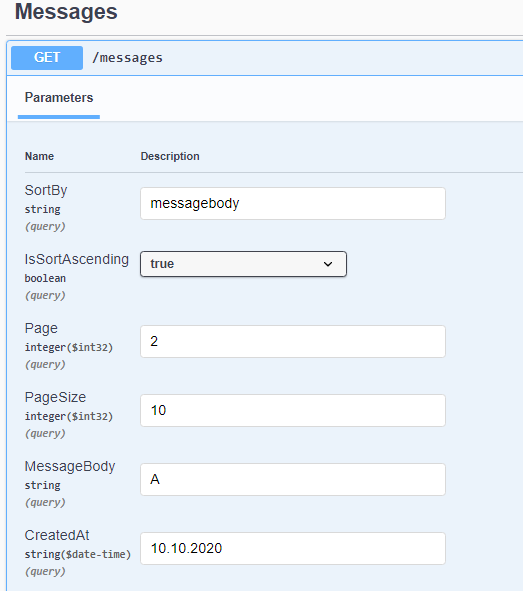 Messages
GET /messages
Parameters
Name Description
SortBy
string
(query)
messagebody
IsSortAscending
boolean
(query)
true
Page
integer($int32)
(query)
2
PageSize
integer($int32)
(query)
10
MessageBody
string
(query)
A
CreatedAt
string($date-time)
(query)
10.10.2020